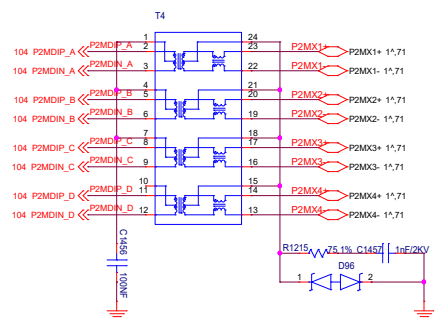 T4
1 24
P2MDIP_A 2 23 P2MX1+
104 P2MDIP_A P2MX1+ 1^,71
P2MDIN_A 3 22 P2MX1-
104 P2MDIN_A P2MX1- 1^,71
4 21
P2MDIP_B 5 20 P2MX2+
104 P2MDIP_B P2MX2+ 1^,71
P2MDIN_B 6 19 P2MX2-
104 P2MDIN_B P2MX2- 1^,71
7 18
P2MDIP_C 8 17 P2MX3+
104 P2MDIP_C P2MX3+ 1^,71
P2MDIN_C 9 16 P2MX3-
104 P2MDIN_C P2MX3- 1^,71
10 15
P2MDIP_D 11 14 P2MX4+
104 P2MDIP_D P2MX4+ 1^,71
P2MDIN_D 12 13 P2MX4-
104 P2MDIN_D P2MX4- 1^,71
C1456
100NF
R1215 75,1% C1457 1nF/2KV
D96
1 2